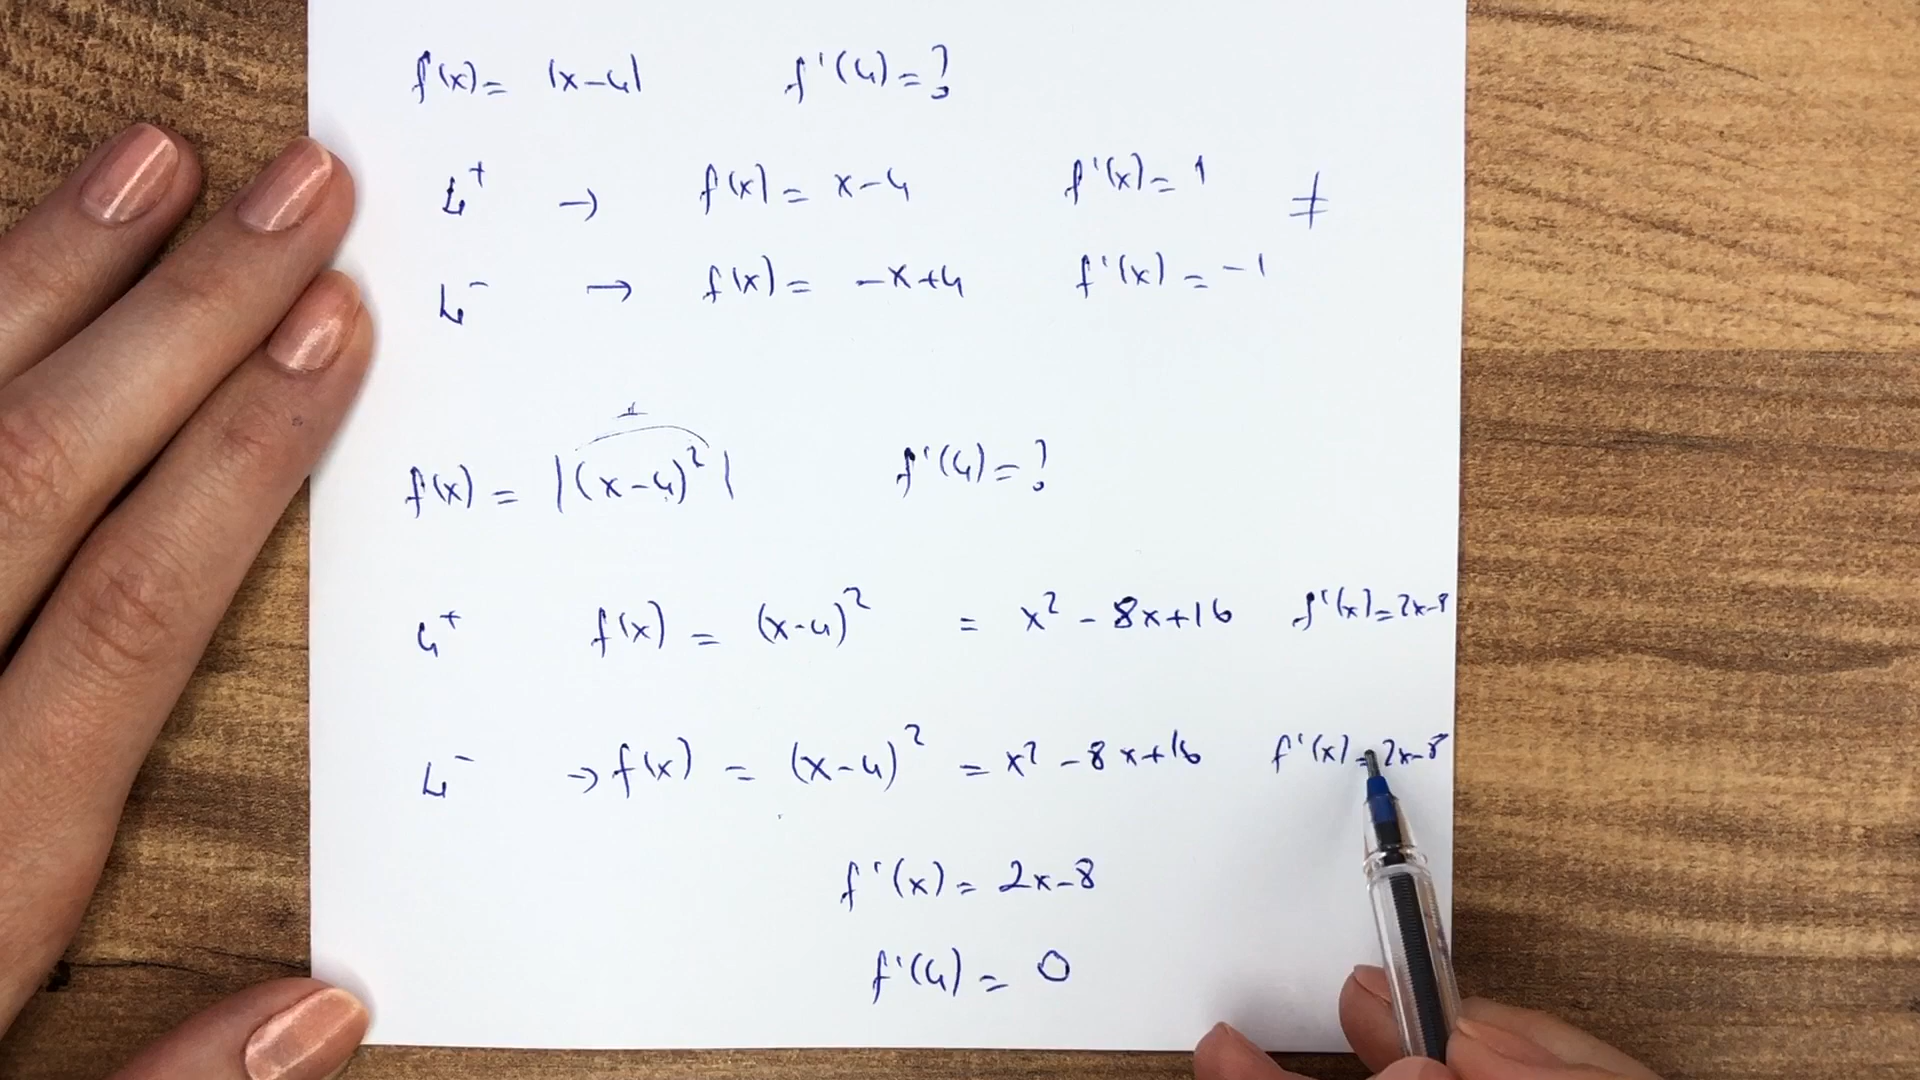 f(x) = |x-4| f'(4) = ?
4⁺ → f(x) = x-4 f'(x) = 1 ≠
4⁻ → f(x) = -x+4 f'(x) = -1
+
f(x) = |(x-4)²| f'(4) = ?
4⁺ f(x) = (x-4)² = x² - 8x+16 f'(x) = 2x-8
4⁻ → f(x) = (x-4)² = x² - 8x+16 f'(x) = 2x-8
f'(x) = 2x-8
f'(4) = 0